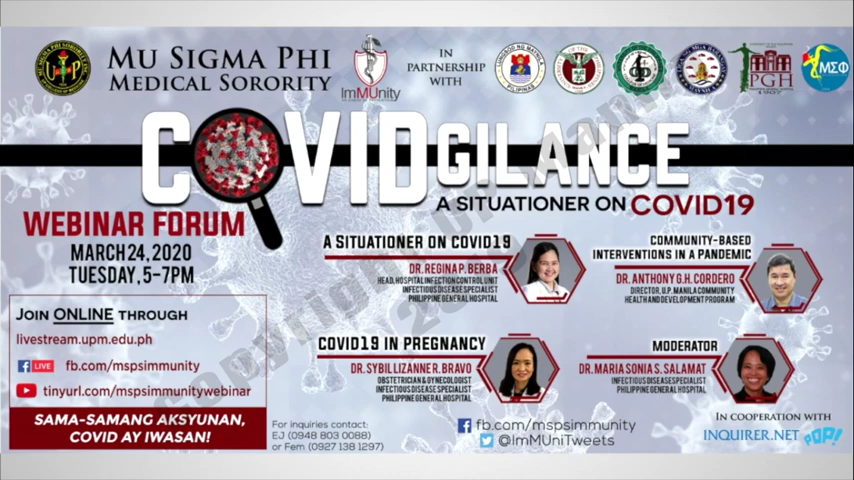 MU SIGMA PHI
MEDICAL SORORITY
ImMUnity
IN
PARTNERSHIP
WITH
PGH
ΜΣΦ
COVIDGILANCE
A SITUATIONER ON COVID19
WEBINAR FORUM
MARCH 24, 2020
TUESDAY, 5-7PM
JOIN ONLINE THROUGH
livestream.upm.edu.ph
LIVE fb.com/mspsimmunity
tinyurl.com/mspsimmunitywebinar
SAMA-SAMANG AKSYUNAN,
COVID AY IWASAN!
A SITUATIONER ON COVID19
DR. REGINA P. BERBA
HEAD, HOSPITAL INFECTION CONTROL UNIT
INFECTIOUS DISEASE SPECIALIST
PHILIPPINE GENERAL HOSPITAL
COMMUNITY-BASED
INTERVENTIONS IN A PANDEMIC
DR. ANTHONY G.H. CORDERO
DIRECTOR, U.P. MANILA COMMUNITY
HEALTH AND DEVELOPMENT PROGRAM
COVID19 IN PREGNANCY
DR. SYBIL LIZANNE R. BRAVO
OBSTETRICIAN & GYNECOLOGIST
INFECTIOUS DISEASE SPECIALIST
PHILIPPINE GENERAL HOSPITAL
MODERATOR
DR. MARIA SONIA S. SALAMAT
INFECTIOUS DISEASE SPECIALIST
PHILIPPINE GENERAL HOSPITAL
For inquiries contact:
EJ (0948 803 0088)
or Fem (0927 138 1297)
fb.com/mspsimmunity
@ImMUniTweets
IN COOPERATION WITH
INQUIRER.NET POP!